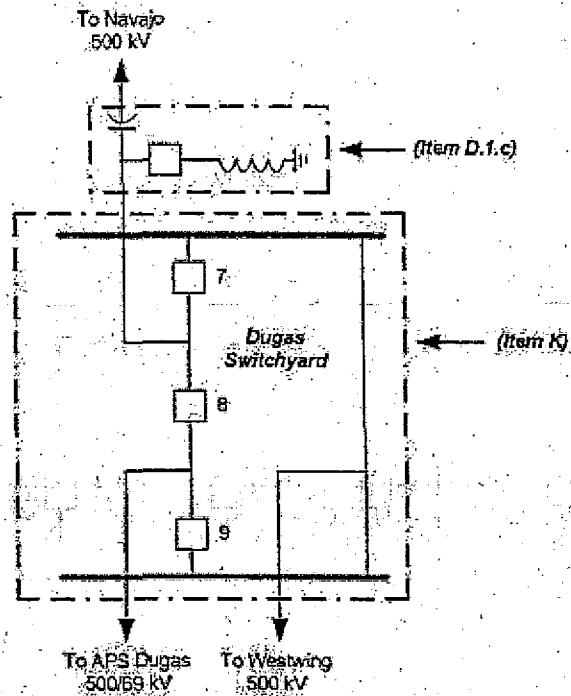 To Navajo
500 kV
(Item D.1.c)
7
Dugas
Switchyard
(Item K)
8
9
To APS Dugas
500/69 kV
To Westwing
500 kV